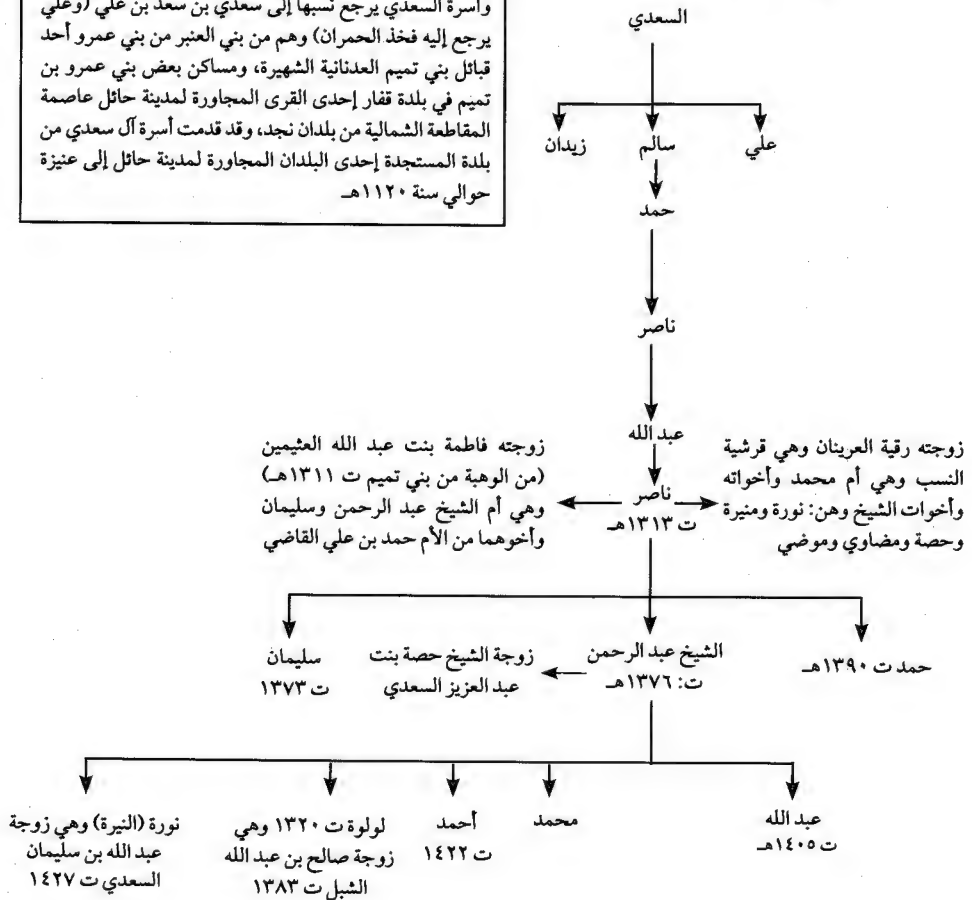 وأسرة السعدي يرجع نسبها إلى سعدي بن سعد بن علي (وعلي
يرجع إليه فخذ الحمران) وهم من بني العنبر من بني عمرو أحد
قبائل بني تميم العدنانية الشهيرة، ومساكن بعض بني عمرو بن
تميم في بلدة قفار إحدى القرى المجاورة لمدينة حائل عاصمة
المقاطعة الشمالية من بلدان نجد، وقد قدمت أسرة آل سعدي من
بلدة المستجدة إحدى البلدان المجاورة لمدينة حائل إلى عنيزة
حوالي سنة ١١٢٠هـ
السعدي
علي
سالم
زيدان
حمد
ناصر
عبد الله
ناصر
ت ١٣١٣هـ
زوجته رقية العرينان وهي قرشية
النسب وهي أم محمد وأخواته
وأخوات الشيخ وهن: نورة ومنيرة
وحصة ومضاوي وموضي
زوجته فاطمة بنت عبد الله العثيمين
(من الوهبة من بني تميم ت ١٣١١هـ)
وهي أم الشيخ عبد الرحمن وسليمان
وأخوهما من الأم حمد بن علي القاضي
حمد ت ١٣٩٠هـ
الشيخ عبد الرحمن
ت: ١٣٧٦هـ
زوجة الشيخ حصة بنت
عبد العزيز السعدي
سليمان
ت ١٣٧٣
عبد الله
ت ١٤٠٥هـ
محمد
أحمد
ت ١٤٢٢
لولوة ت ١٣٢٠ وهي
زوجة صالح بن عبد الله
الشبل ت ١٣٨٣
نورة (النيرة) وهي زوجة
عبد الله بن سليمان
السعدي ت ١٤٢٧